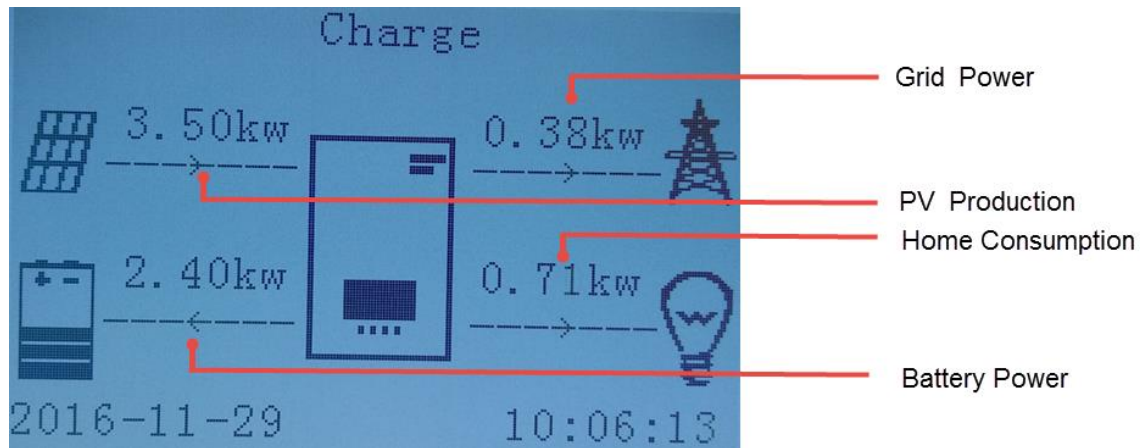 Charge
3.50kw
0.38kw
2.40kw
0.71kw
2016-11-29
10:06:13
Grid Power
PV Production
Home Consumption
Battery Power